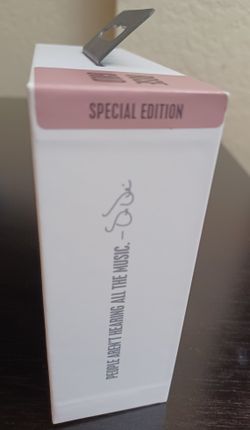 SPECIAL EDITION
PEOPLE AREN'T HEARING ALL THE MUSIC. –